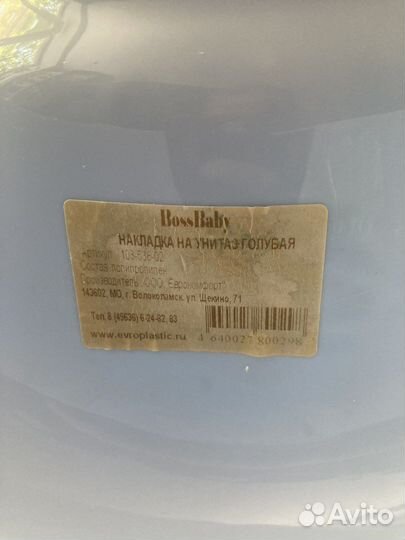 BossBaby
НАКЛАДКА НА УНИТАЗ ГОЛУБАЯ
Артикул 103-636-02
Состав полипропилен
Производитель ООО "Еврокомфорт"
143602, МО, г Волоколамск ул Щекино, 71
Тел. 8 (49636) 6-24-82, 83
www.evroplastic.ru
4 640027 800298
Avito